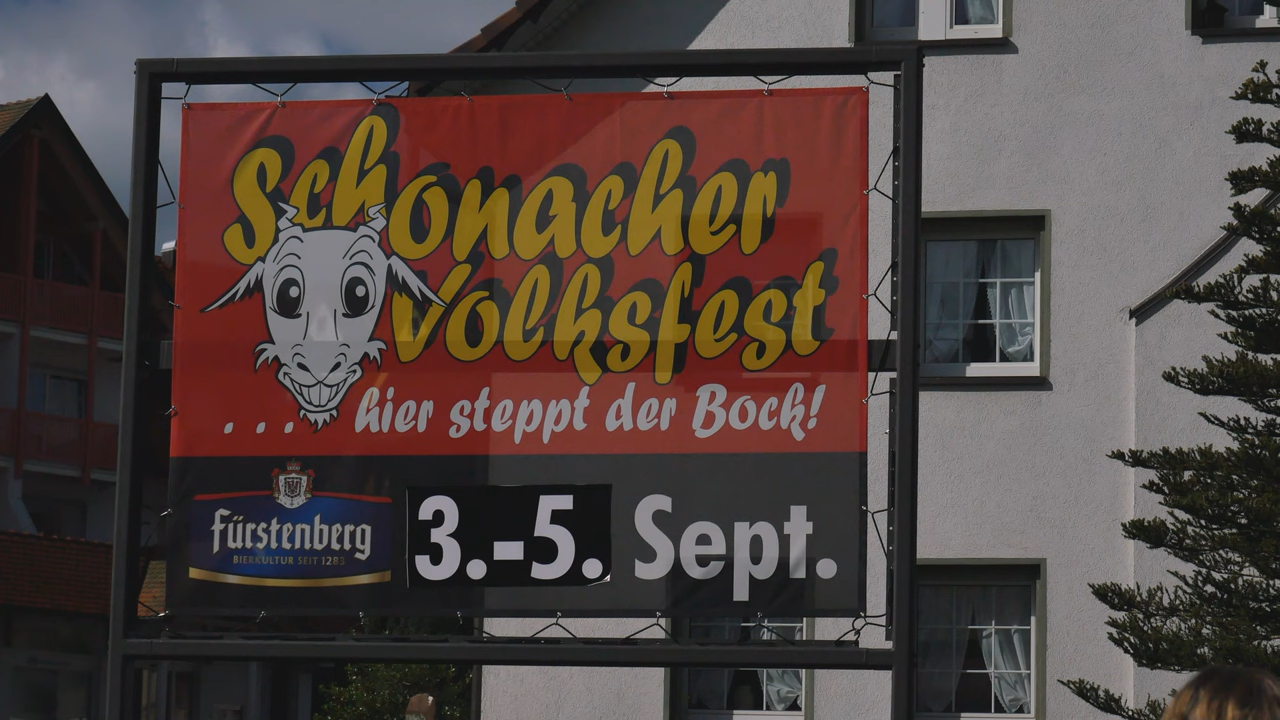 Schonacher
Volksfest
... hier steppt der Bock!
Fürstenberg
BIERKULTUR SEIT 1283
3.-5. Sept.